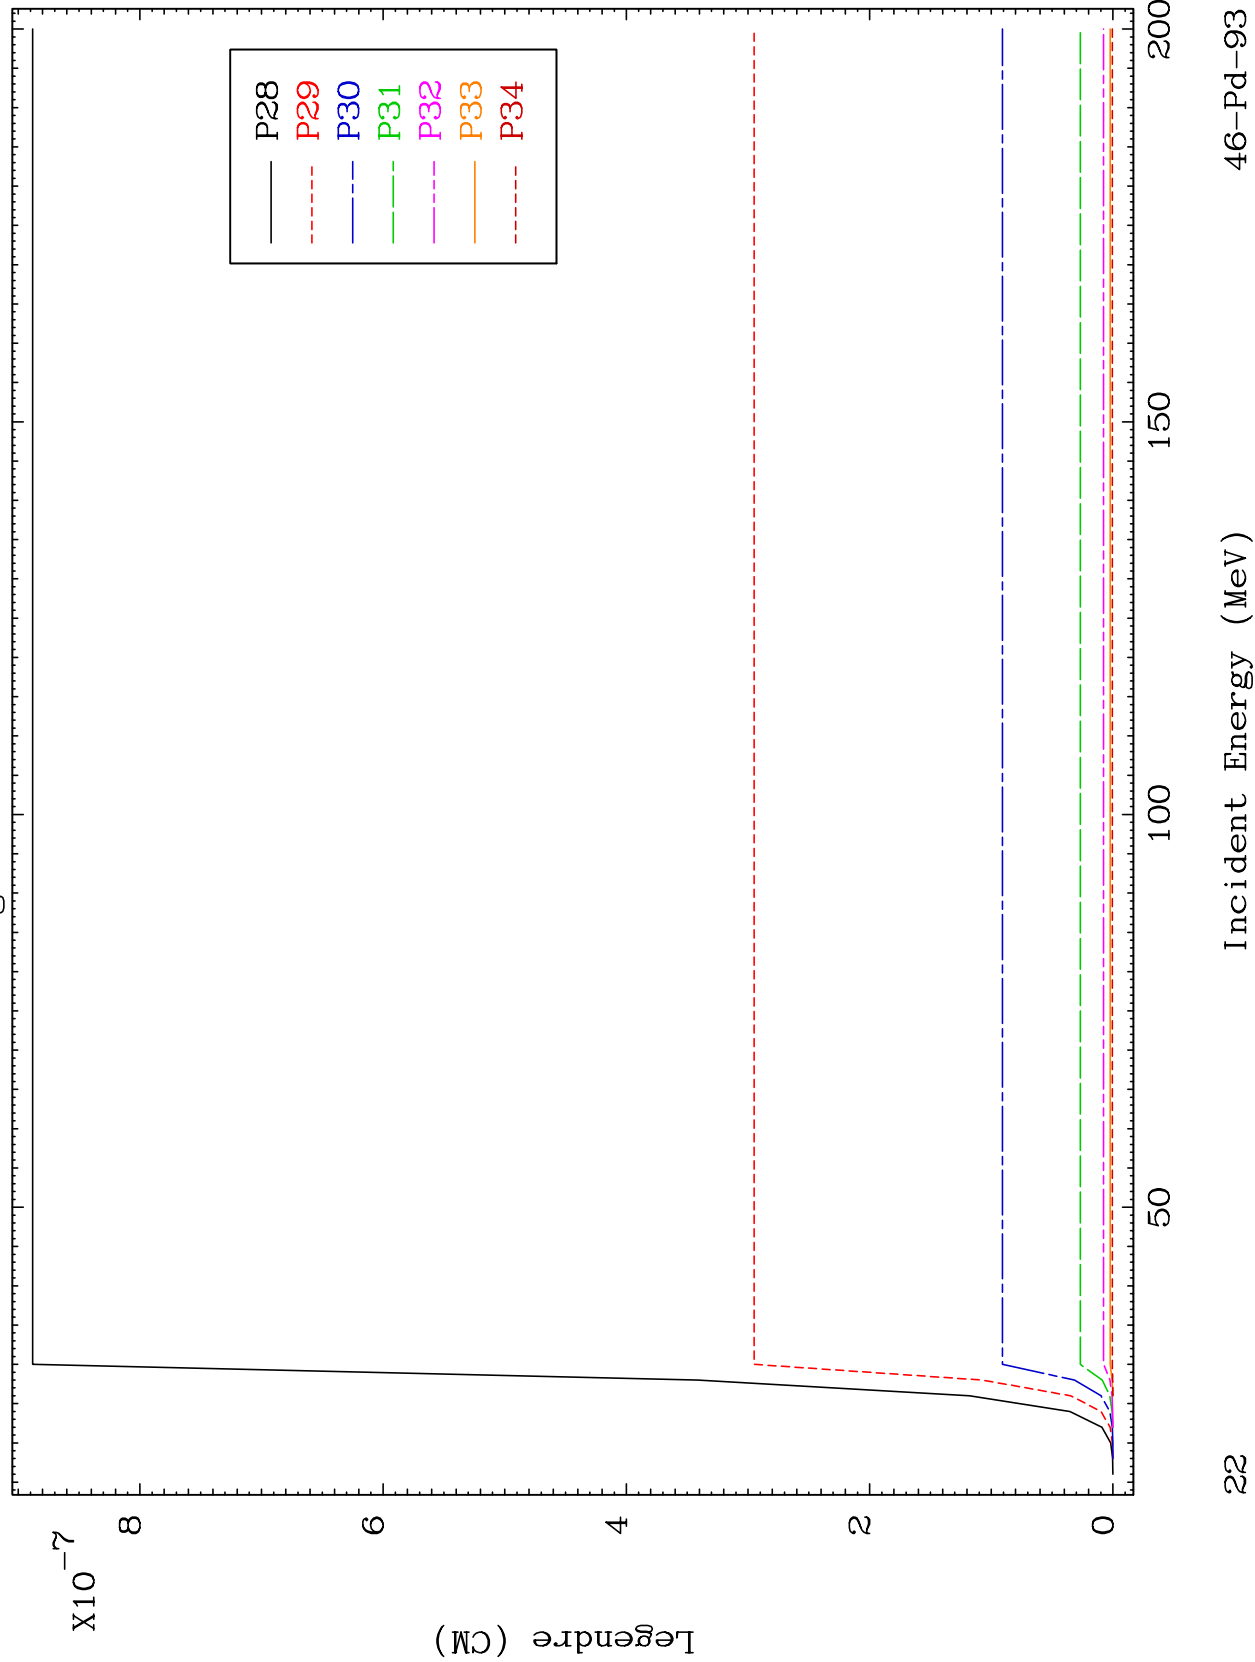 X10-7
8
6
4
2
0
Legendre (CM)
P28
P29
P30
P31
P32
P33
P34
50
100
150
200
Incident Energy (MeV)
22
46-Pd-93